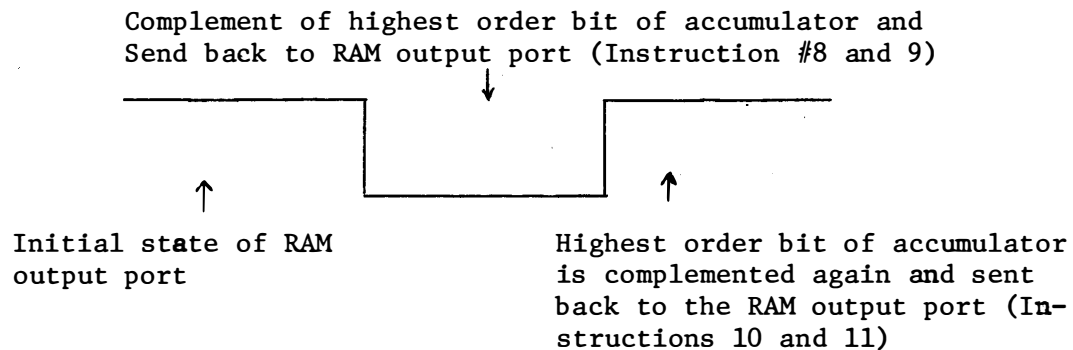 Complement of highest order bit of accumulator and
Send back to RAM output port (Instruction #8 and 9)
Initial state of RAM
output port
Highest order bit of accumulator
is complemented again and sent
back to the RAM output port (In-
structions 10 and 11)